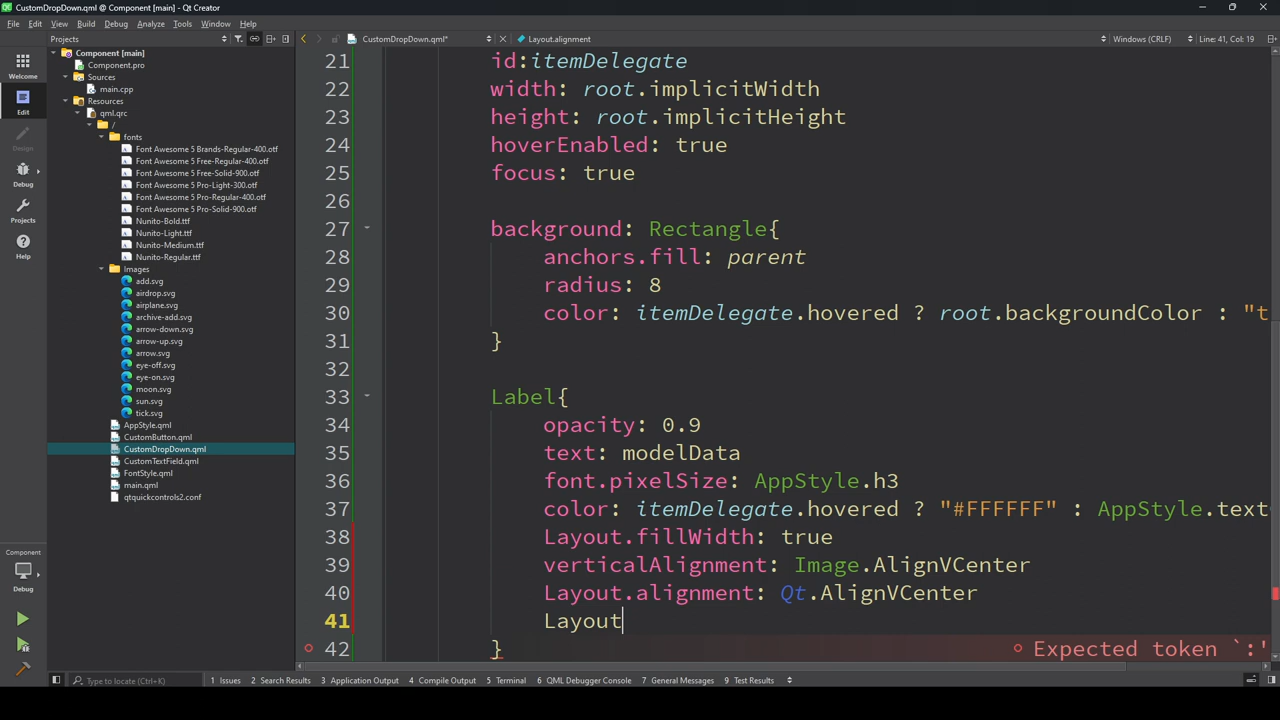 CustomDropDown.qml @ Component [main] - Qt Creator
File Edit View Build Debug Analyze Tools Window Help
Projects
CustomDropDown.qml*
Layout.alignment
Windows (CRLF)
Line: 41, Col: 19
Welcome
Edit
Design
Debug
Projects
Help
Component
Debug
Component [main]
Component.pro
Sources
main.cpp
Resources
qml.qrc
/
fonts
Font Awesome 5 Brands-Regular-400.otf
Font Awesome 5 Free-Regular-400.otf
Font Awesome 5 Free-Solid-900.otf
Font Awesome 5 Pro-Light-300.otf
Font Awesome 5 Pro-Regular-400.otf
Font Awesome 5 Pro-Solid-900.otf
Nunito-Bold.ttf
Nunito-Light.ttf
Nunito-Medium.ttf
Nunito-Regular.ttf
Images
add.svg
airdrop.svg
airplane.svg
archive-add.svg
arrow-down.svg
arrow-up.svg
arrow.svg
eye-off.svg
eye-on.svg
moon.svg
sun.svg
tick.svg
AppStyle.qml
CustomButton.qml
CustomDropDown.qml
CustomTextField.qml
FontStyle.qml
main.qml
qtquickcontrols2.conf
21 id:itemDelegate
22 width: root.implicitWidth
23 height: root.implicitHeight
24 hoverEnabled: true
25 focus: true
26
27 background: Rectangle{
28 anchors.fill: parent
29 radius: 8
30 color: itemDelegate.hovered ? root.backgroundColor : "t
31 }
32
33 Label{
34 opacity: 0.9
35 text: modelData
36 font.pixelSize: AppStyle.h3
37 color: itemDelegate.hovered ? "#FFFFFF" : AppStyle.text
38 Layout.fillWidth: true
39 verticalAlignment: Image.AlignVCenter
40 Layout.alignment: Qt.AlignVCenter
41 Layout
42 } Expected token `:'
Type to locate (Ctrl+K)
1 Issues 2 Search Results 3 Application Output 4 Compile Output 5 Terminal 6 QML Debugger Console 7 General Messages 9 Test Results